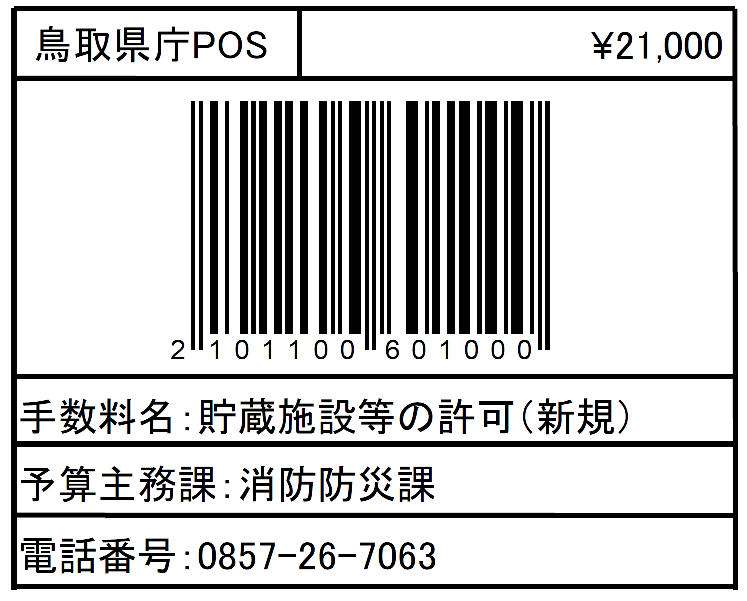 鳥取県庁POS
¥21,000
2 101100 601000
手数料名:貯蔵施設等の許可(新規)
予算主務課:消防防災課
電話番号:0857-26-7063